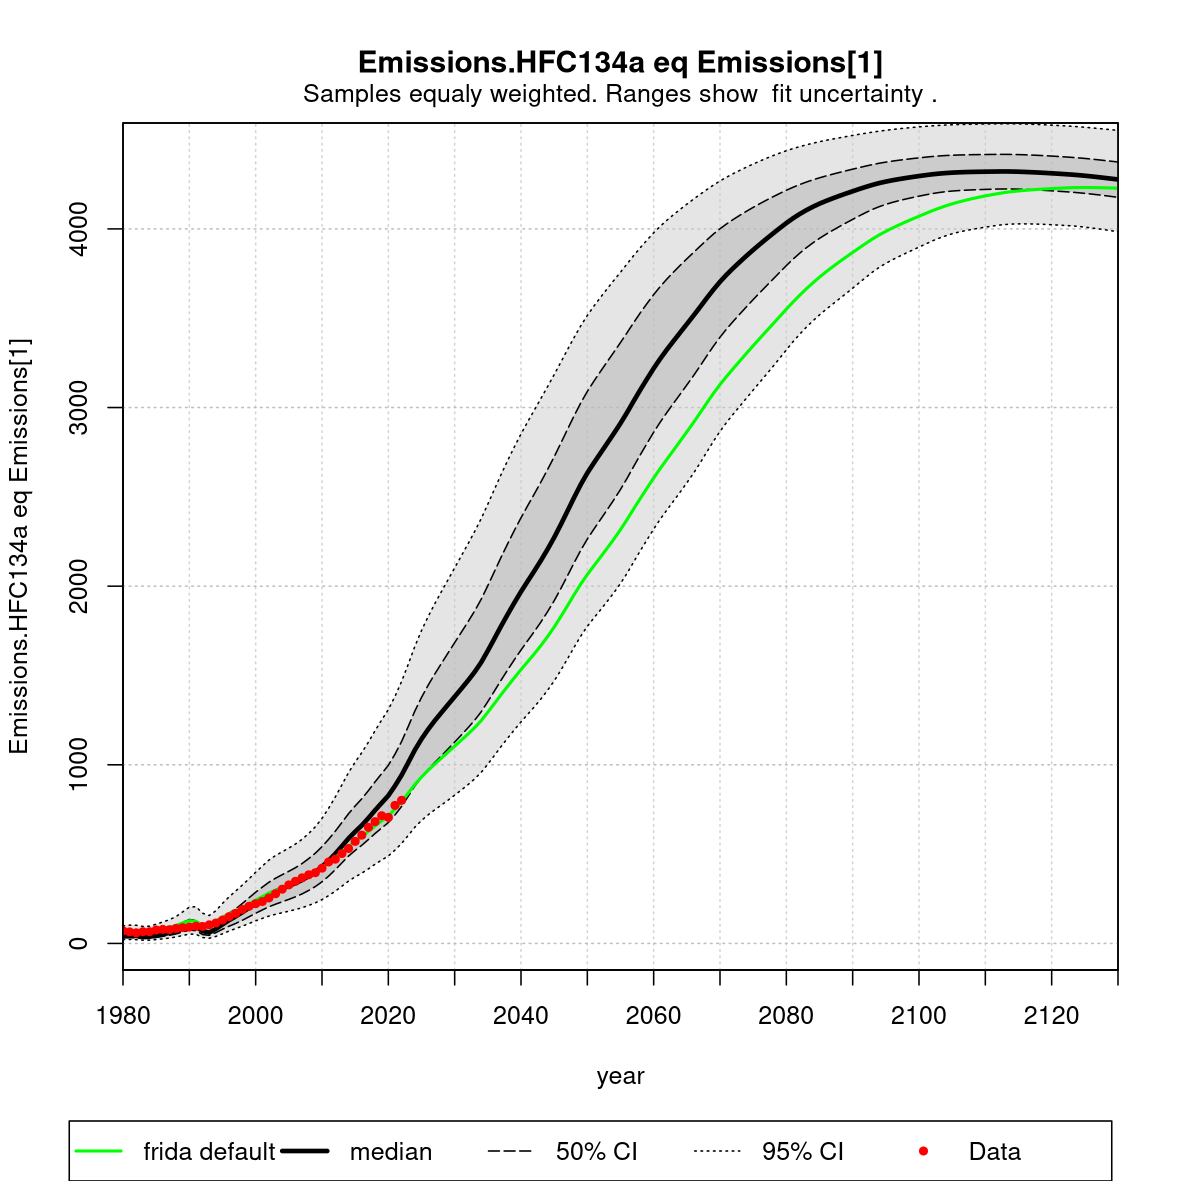 Emissions.HFC134a eq Emissions[1]
Samples equaly weighted. Ranges show  fit uncertainty .
Emissions.HFC134a eq Emissions[1]
4000
3000
2000
1000
0
1980 2000 2020 2040 2060 2080 2100 2120
year
frida default median 50% CI 95% CI Data